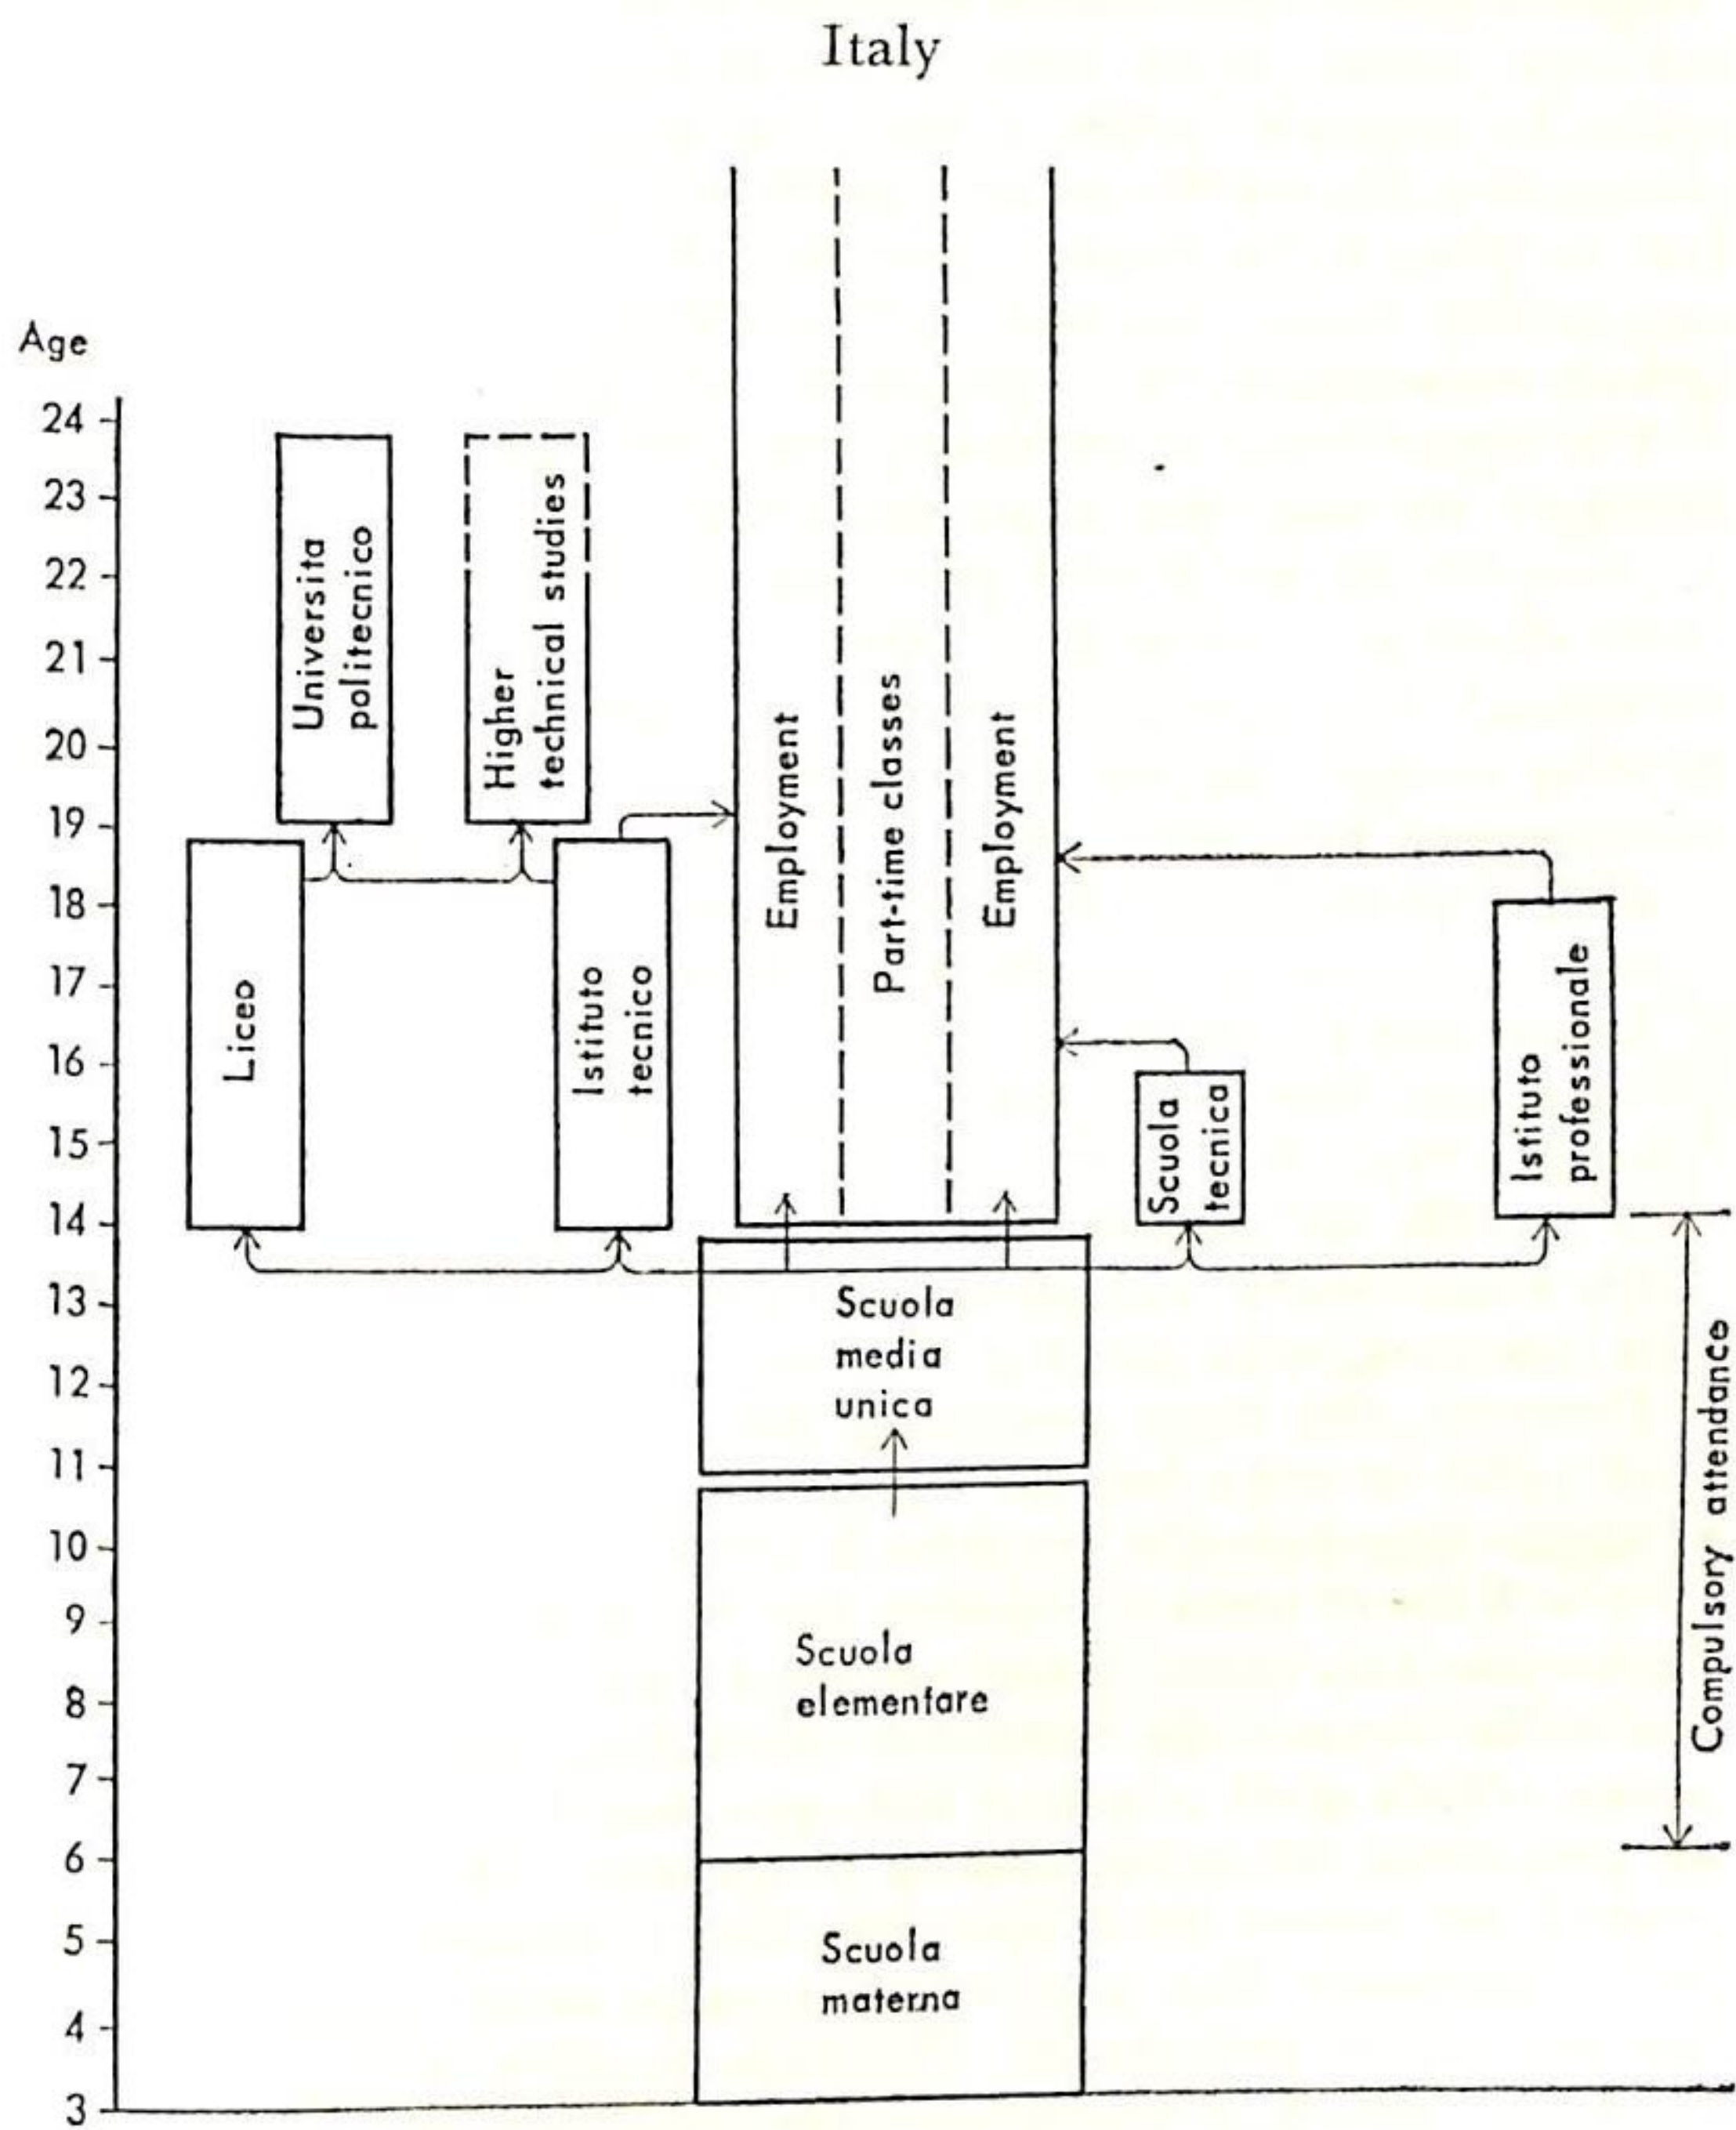 Italy
Age
24
23
22
21
20
19
18
17
16
15
14
13
12
11
10
9
8
7
6
5
4
3
Universita
politecnico
Higher
technical studies
Liceo
Istituto
tecnico
Employment
Part-time classes
Employment
Scuola
tecnica
Istituto
professionale
Scuola
media
unica
Scuola
elementare
Scuola
materna
Compulsory attendance